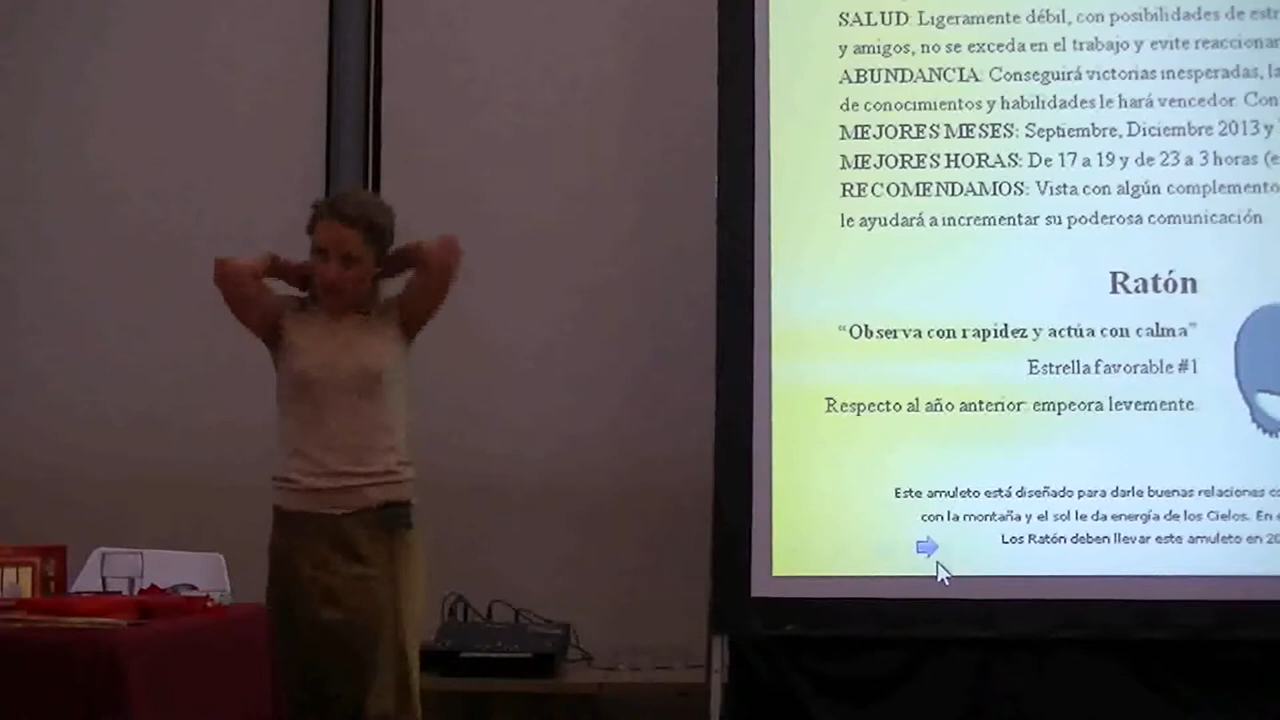 SALUD: Ligeramente débil, con posibilidades de
y amigos, no se exceda en el trabajo y evite
ABUNDANCIA: Conseguirá victorias inesperadas,
de conocimientos y habilidades le hará vencedor. Con
MEJORES MESES: Septiembre, Diciembre 2013 y
MEJORES HORAS: De 17 a 19 y de 23 a 3 horas
RECOMENDAMOS: Vista con algún complemento
le ayudará a incrementar su poderosa comunicación
Ratón
“Observa con rapidez y actúa con calma”
Estrella favorable #1
Respecto al año anterior: empeora levemente
Este amuleto está diseñado para darle buenas relaciones
con la montaña y el sol le da energía de los Cielos. En
Los Ratón deben llevar este amuleto en 20